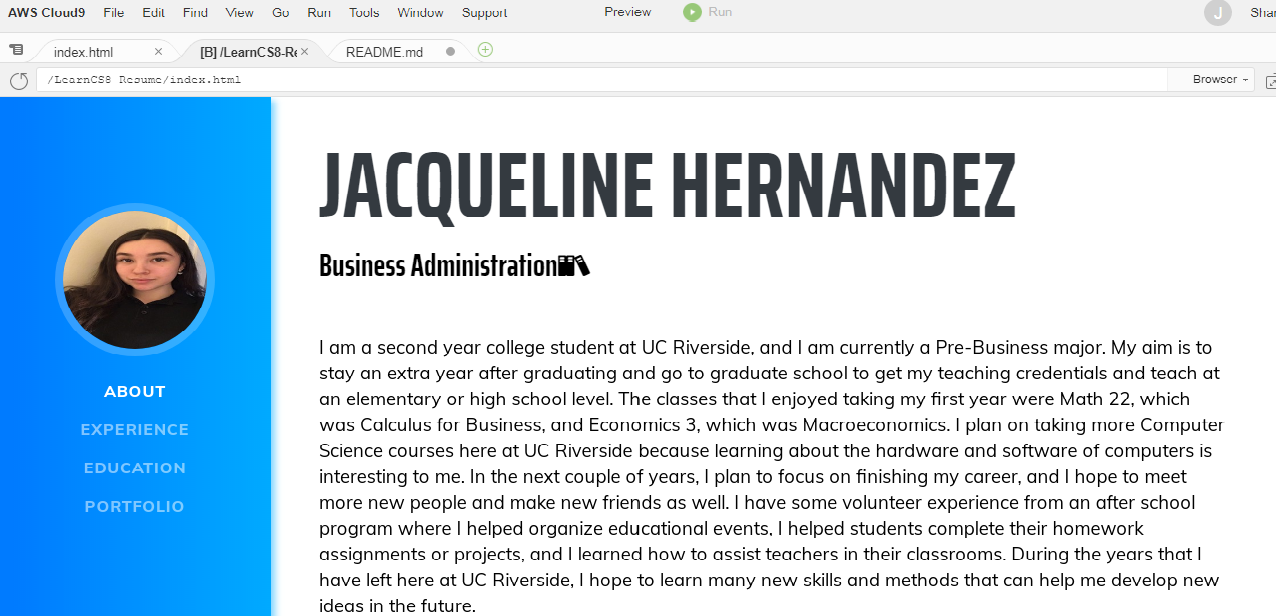 AWS Cloud9 File Edit Find View Go Run Tools Window Support Preview Run J Shar
index.html [B] /LearnCS8-Re README.md
/LearnCS8 Resume/index.html Browser
JACQUELINE HERNANDEZ
Business Administration
I am a second year college student at UC Riverside, and I am currently a Pre-Business major. My aim is to
stay an extra year after graduating and go to graduate school to get my teaching credentials and teach at
an elementary or high school level. The classes that I enjoyed taking my first year were Math 22, which
was Calculus for Business, and Economics 3, which was Macroeconomics. I plan on taking more Computer
Science courses here at UC Riverside because learning about the hardware and software of computers is
interesting to me. In the next couple of years, I plan to focus on finishing my career, and I hope to meet
more new people and make new friends as well. I have some volunteer experience from an after school
program where I helped organize educational events, I helped students complete their homework
assignments or projects, and I learned how to assist teachers in their classrooms. During the years that I
have left here at UC Riverside, I hope to learn many new skills and methods that can help me develop new
ideas in the future.
ABOUT
EXPERIENCE
EDUCATION
PORTFOLIO